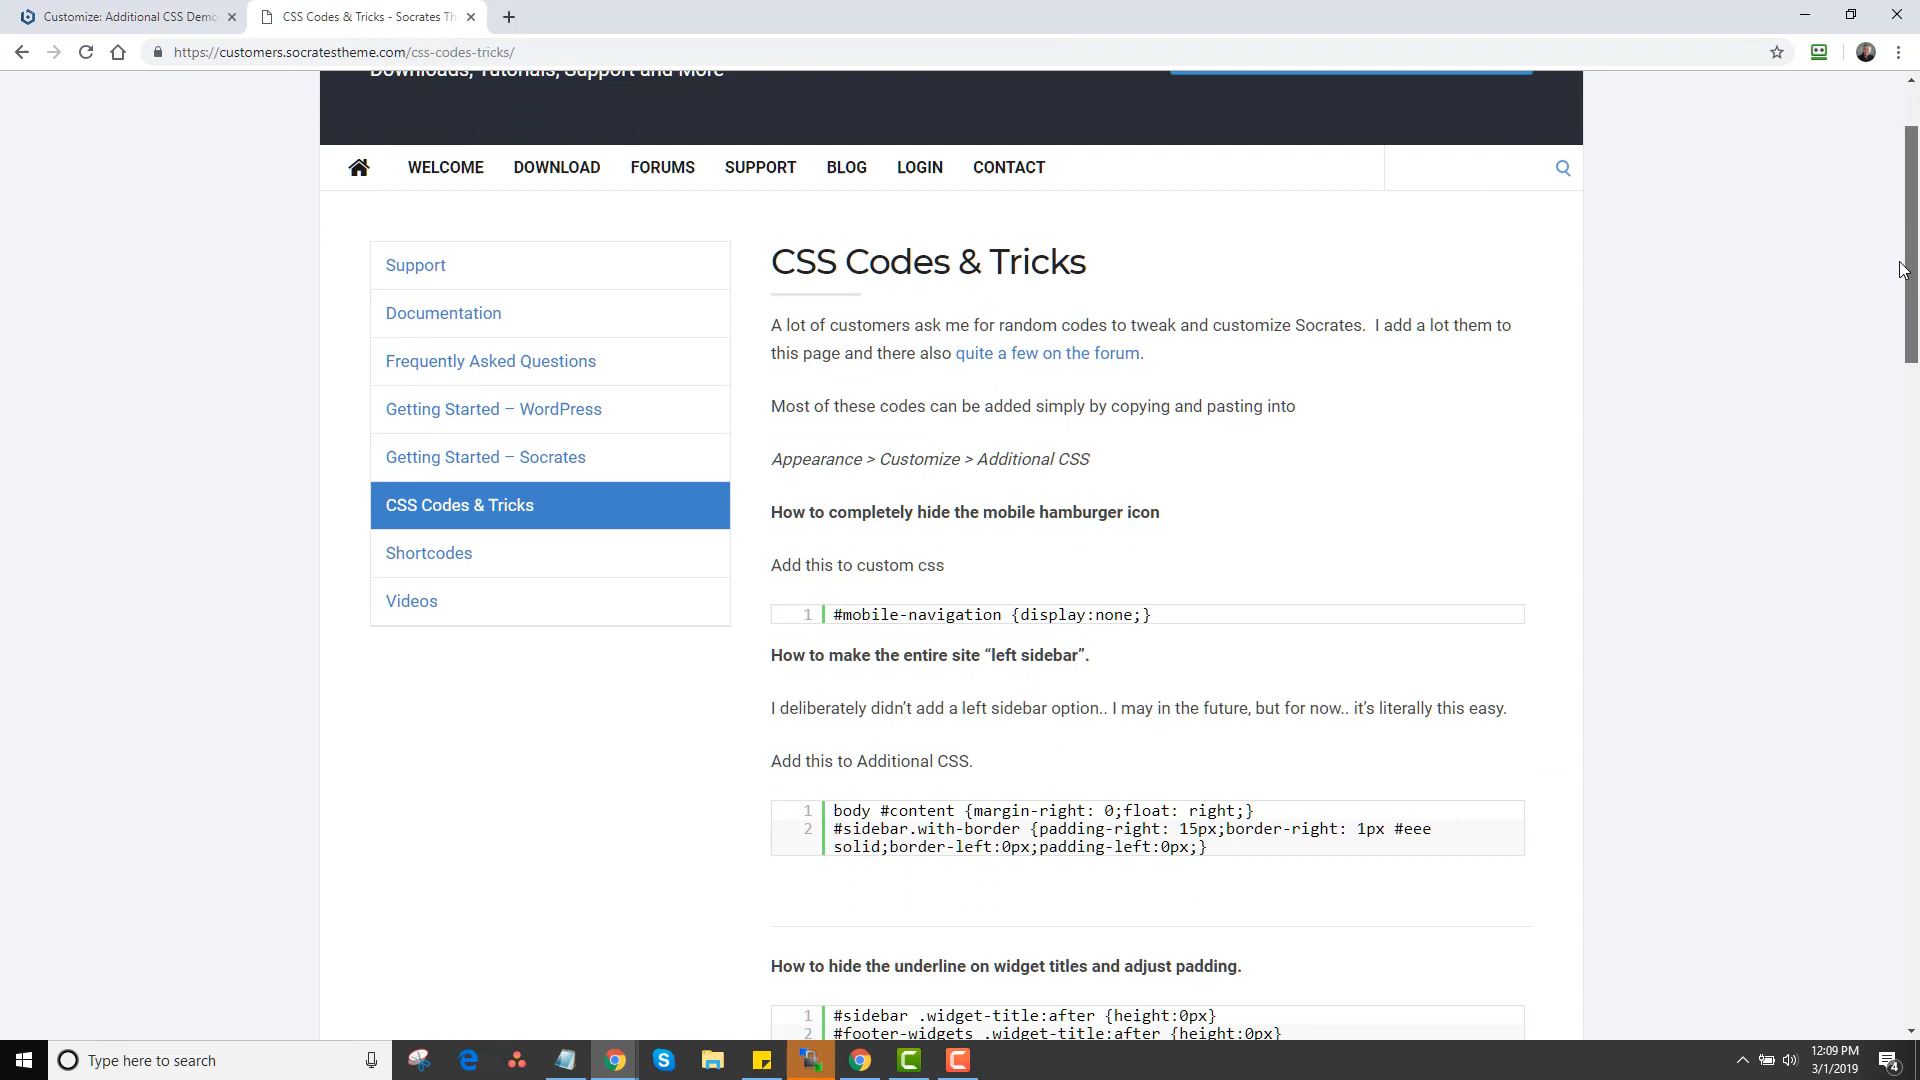 Customize: Additional CSS Demo
CSS Codes & Tricks - Socrates Th
https://customers.socratestheme.com/css-codes-tricks/
Downloads, Tutorials, Support and More
WELCOME DOWNLOAD FORUMS SUPPORT BLOG LOGIN CONTACT
Support
Documentation
Frequently Asked Questions
Getting Started – WordPress
Getting Started – Socrates
CSS Codes & Tricks
Shortcodes
Videos
CSS Codes & Tricks
A lot of customers ask me for random codes to tweak and customize Socrates.  I add a lot them to
this page and there also quite a few on the forum.
Most of these codes can be added simply by copying and pasting into
Appearance > Customize > Additional CSS
How to completely hide the mobile hamburger icon
Add this to custom css
1 #mobile-navigation {display:none;}
How to make the entire site “left sidebar”.
I deliberately didn’t add a left sidebar option.. I may in the future, but for now.. it’s literally this easy.
Add this to Additional CSS.
1 body #content {margin-right: 0;float: right;}
2 #sidebar.with-border {padding-right: 15px;border-right: 1px #eee
solid;border-left:0px;padding-left:0px;}
How to hide the underline on widget titles and adjust padding.
1 #sidebar .widget-title:after {height:0px}
2 #footer-widgets .widget-title:after {height:0px}
Type here to search
12:09 PM
3/1/2019
4